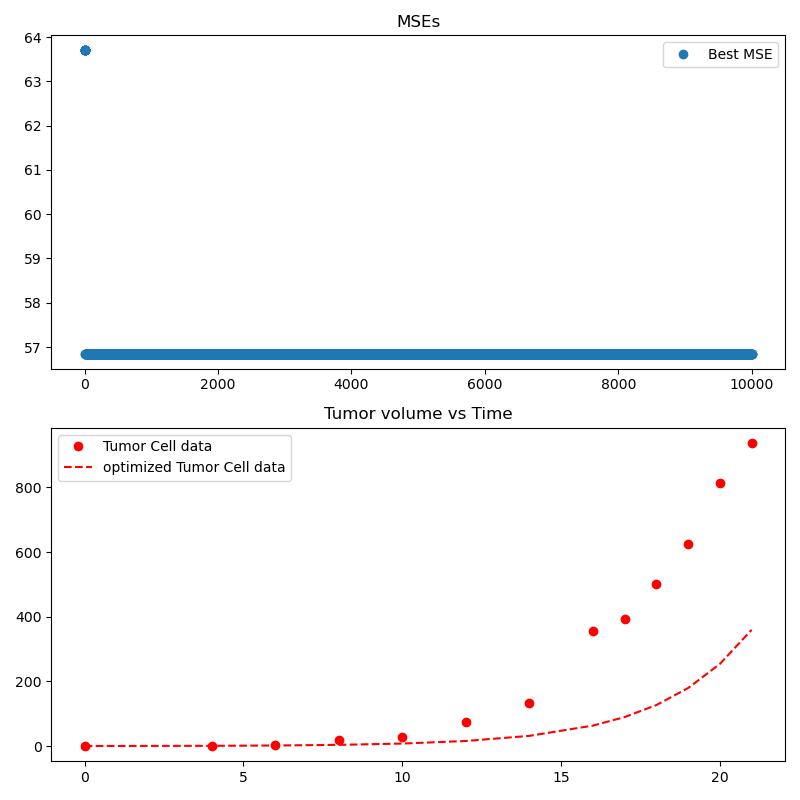 MSEs
64
63
62
61
60
59
58
57
Best MSE
0 2000 4000 6000 8000 10000
Tumor volume vs Time
Tumor Cell data
optimized Tumor Cell data
800
600
400
200
0
0 5 10 15 20